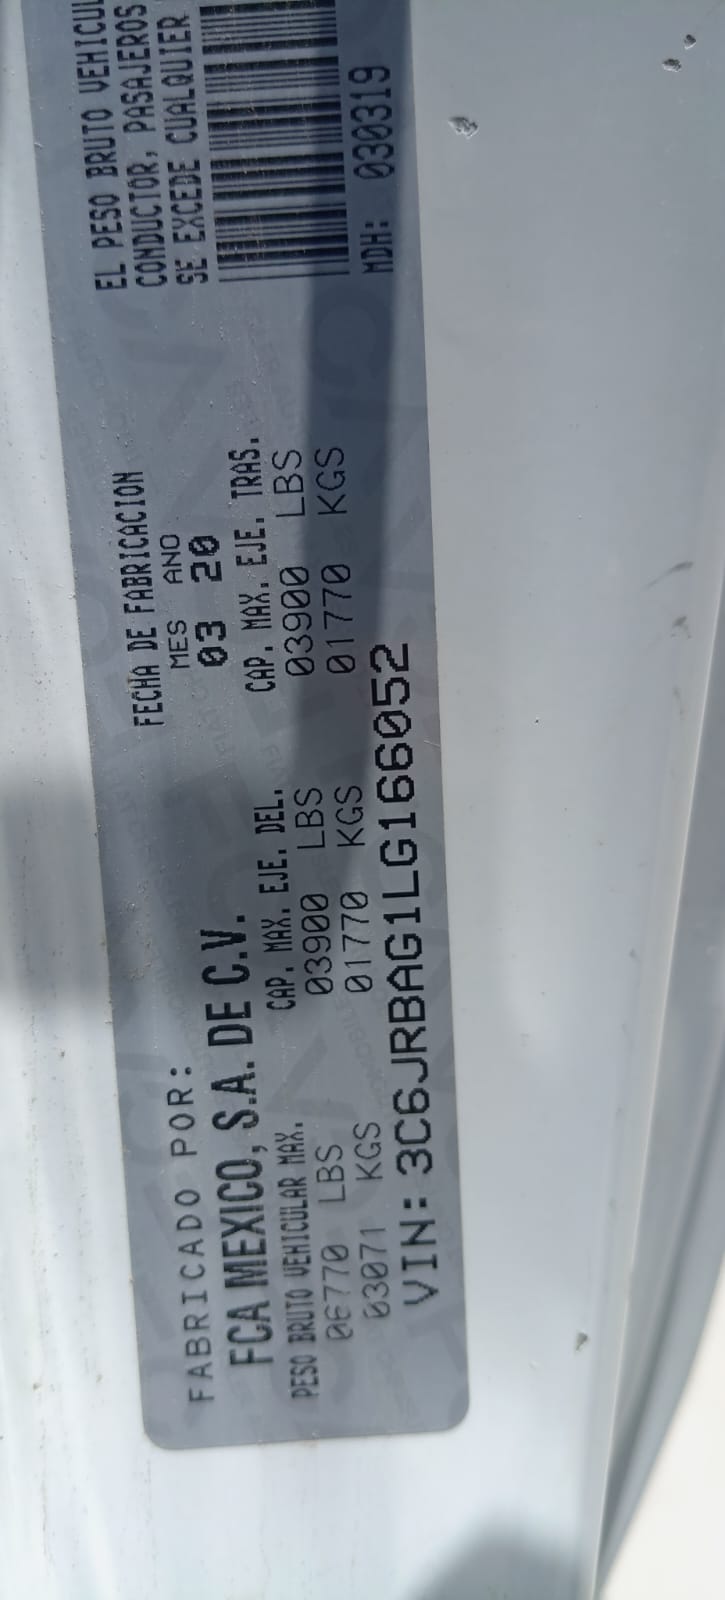 FABRICADO POR:
FCA MEXICO, S.A. DE C.V.
FECHA DE FABRICACION
MES ANO
03 20
PESO BRUTO VEHICULAR MAX.
06770 LBS
03071 KGS
CAP. MAX. EJE. DEL.
03900 LBS
01770 KGS
CAP. MAX. EJE. TRAS.
03900 LBS
01770 KGS
VIN: 3C6JRBAG1LG166052
EL PESO BRUTO VEHICUL
CONDUCTOR, PASAJEROS
SE EXCEDE CUALQUIER
MDH: 030319